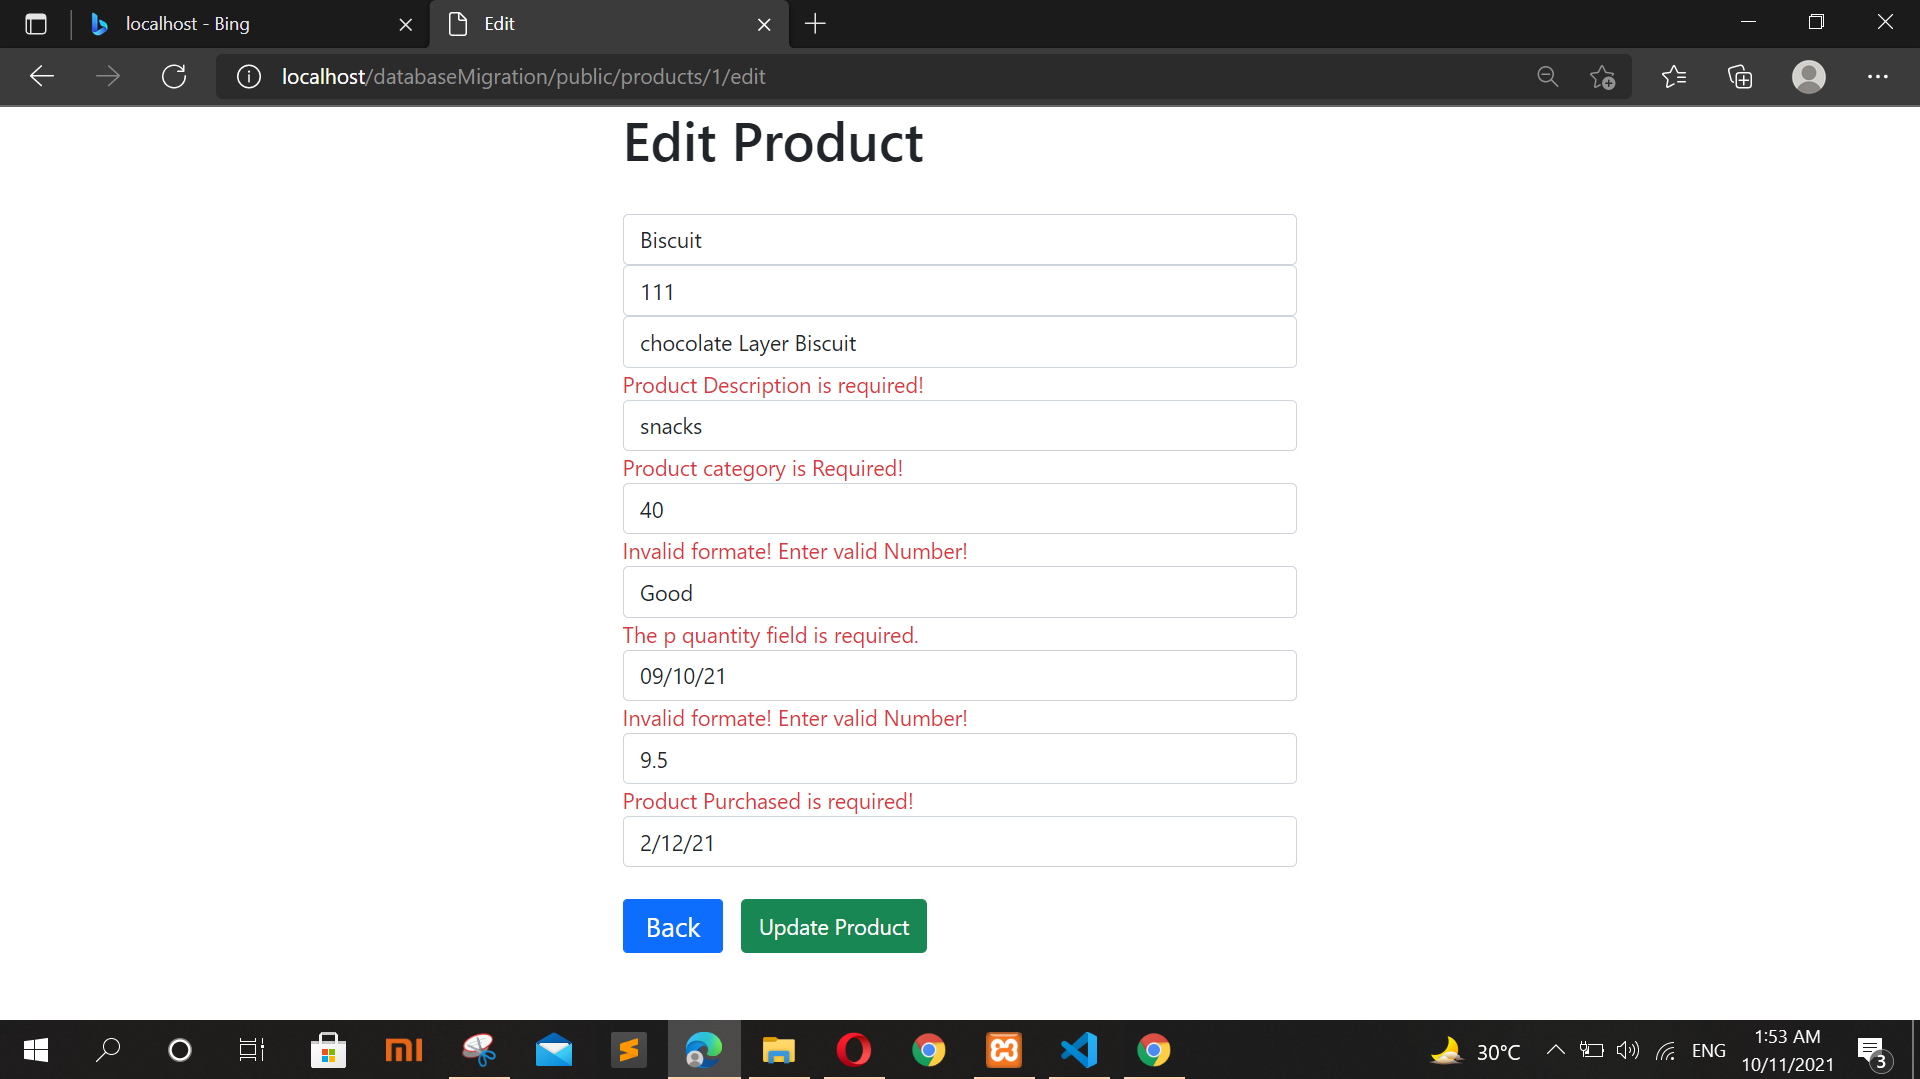 localhost - Bing
Edit
localhost/databaseMigration/public/products/1/edit
Edit Product
Biscuit
111
chocolate Layer Biscuit
Product Description is required!
snacks
Product category is Required!
40
Invalid formate! Enter valid Number!
Good
The p quantity field is required.
09/10/21
Invalid formate! Enter valid Number!
9.5
Product Purchased is required!
2/12/21
Back
Update Product
30°C
ENG
1:53 AM
10/11/2021
3